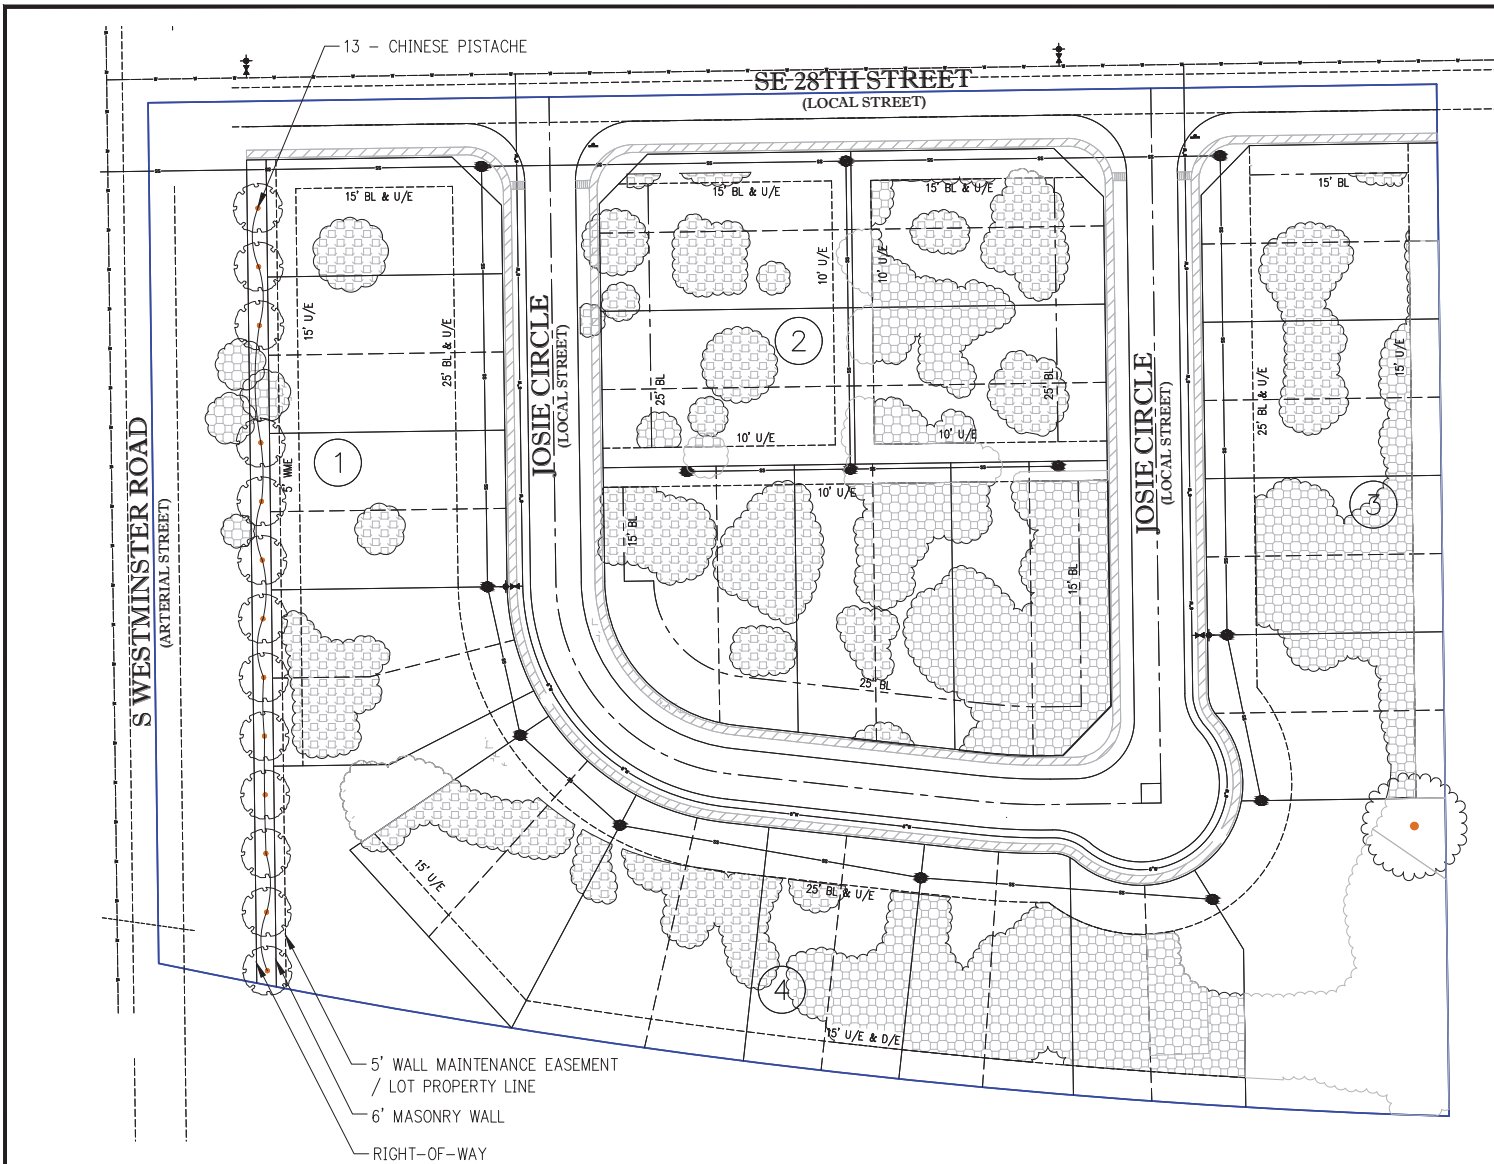 13 - CHINESE PISTACHE
SE 28TH STREET
(LOCAL STREET)
15' BL & U/E
15' BL & U/E
15' BL & U/E
15' BL
10' U/E
10' U/E
15' U/E
25' BL & U/E
JOSIE CIRCLE
(LOCAL STREET)
2
25' BL
25' BL
JOSIE CIRCLE
(LOCAL STREET)
25' BL & U/E
15' U/E
10' U/E
10' U/E
S WESTMINSTER ROAD
(ARTERIAL STREET)
1
5' WME
10' U/E
3
15' BL
15' BL
25' BL
15' U/E
25' BL & U/E
4
15' U/E & D/E
5' WALL MAINTENANCE EASEMENT
/ LOT PROPERTY LINE
6' MASONRY WALL
RIGHT-OF-WAY